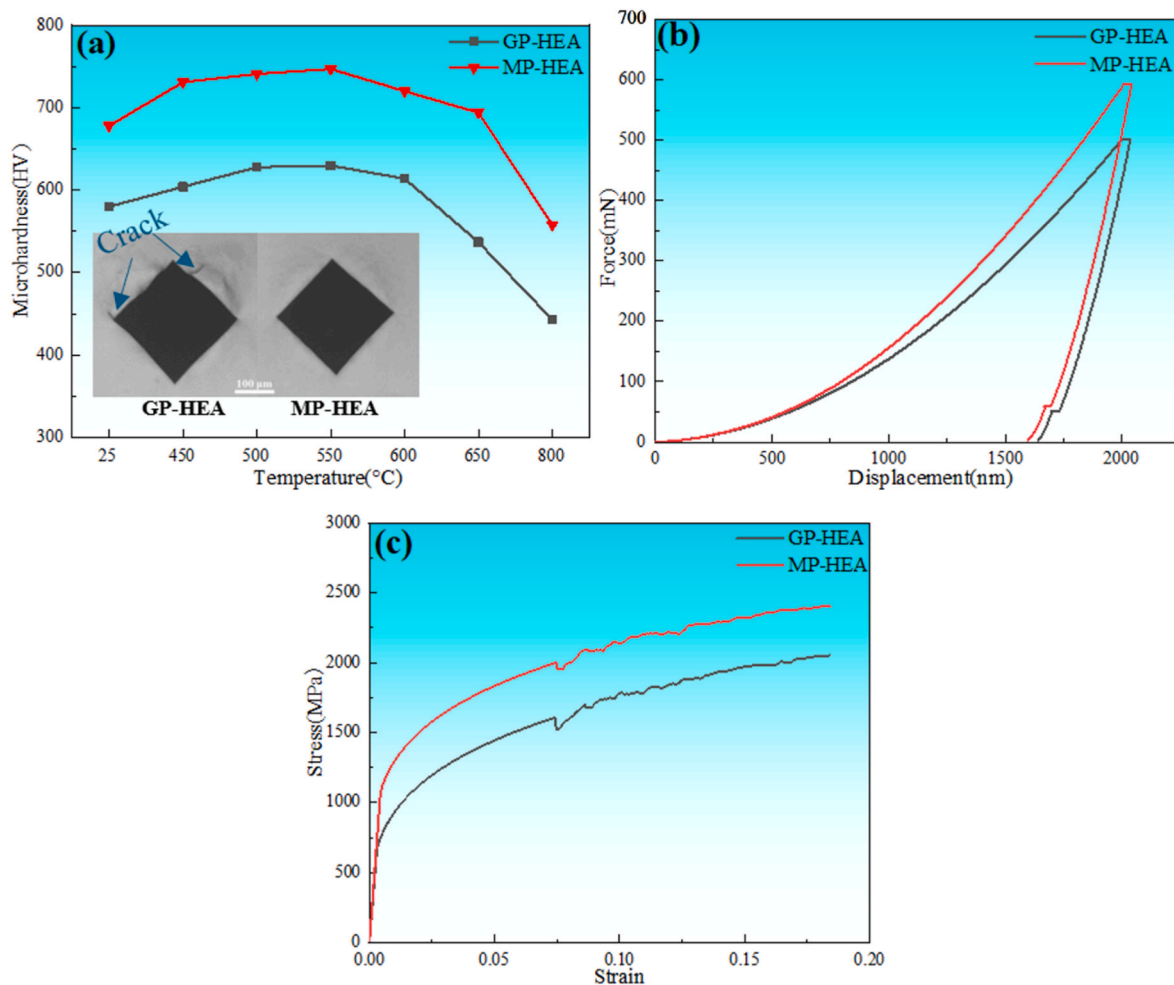 (a)
GP-HEA
MP-HEA
Microhardness(HV)
800
700
600
500
400
300
Crack
100 μm
GP-HEA
MP-HEA
25
450
500
550
600
650
800
Temperature(°C)
(b)
GP-HEA
MP-HEA
Force(mN)
700
600
500
400
300
200
100
0
0
500
1000
1500
2000
Displacement(nm)
(c)
GP-HEA
MP-HEA
Stress(MPa)
3000
2500
2000
1500
1000
500
0
0.00
0.05
0.10
0.15
0.20
Strain